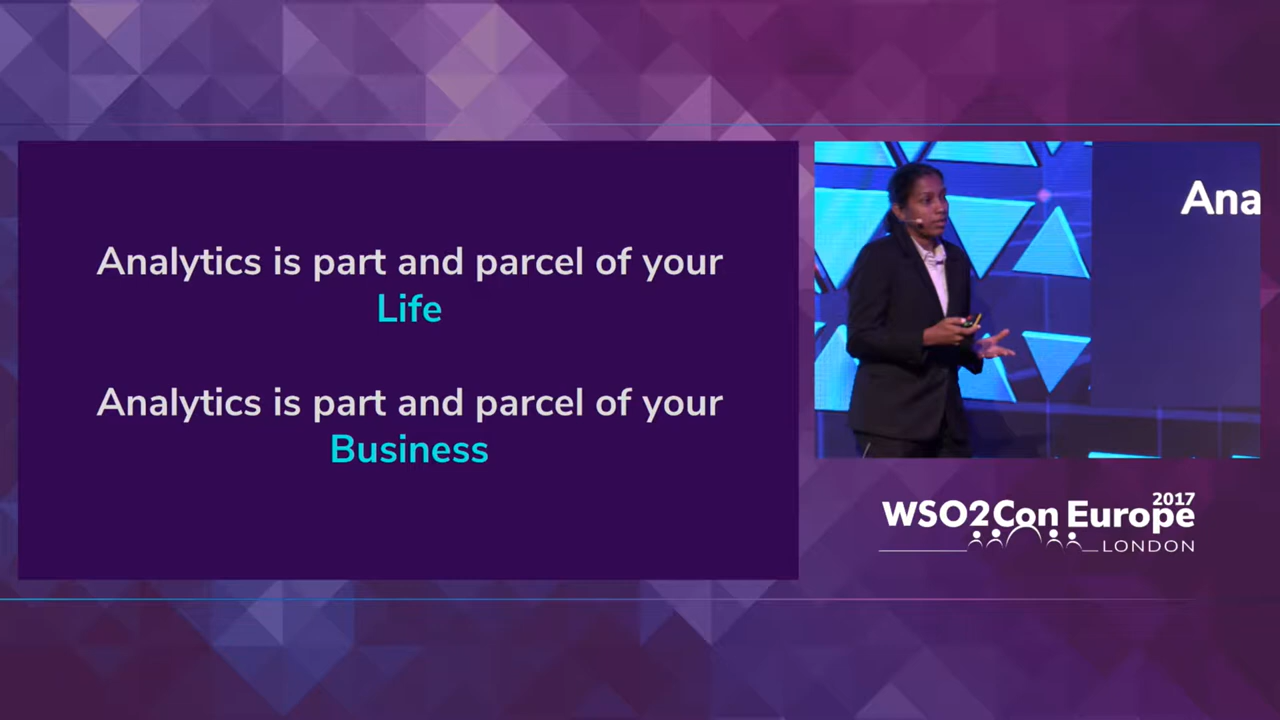 Analytics is part and parcel of your
Life
Analytics is part and parcel of your
Business
Ana
WSO2Con Europe 2017
LONDON